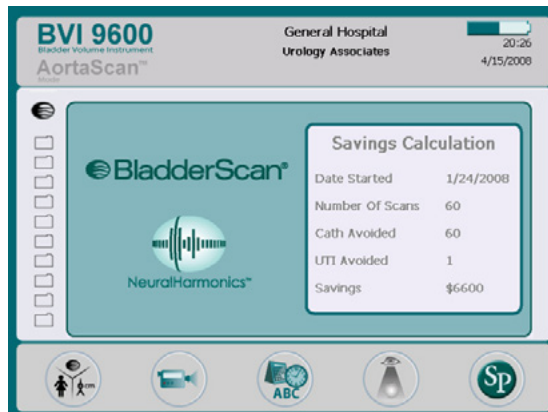 BVI 9600
Bladder Volume Instrument
AortaScan™
Mode
General Hospital
Urology Associates
20:26
4/15/2008
BladderScan®
NeuralHarmonics™
Savings Calculation
Date Started 1/24/2008
Number Of Scans 60
Cath Avoided 60
UTI Avoided 1
Savings $6600
cm
ABC
SP